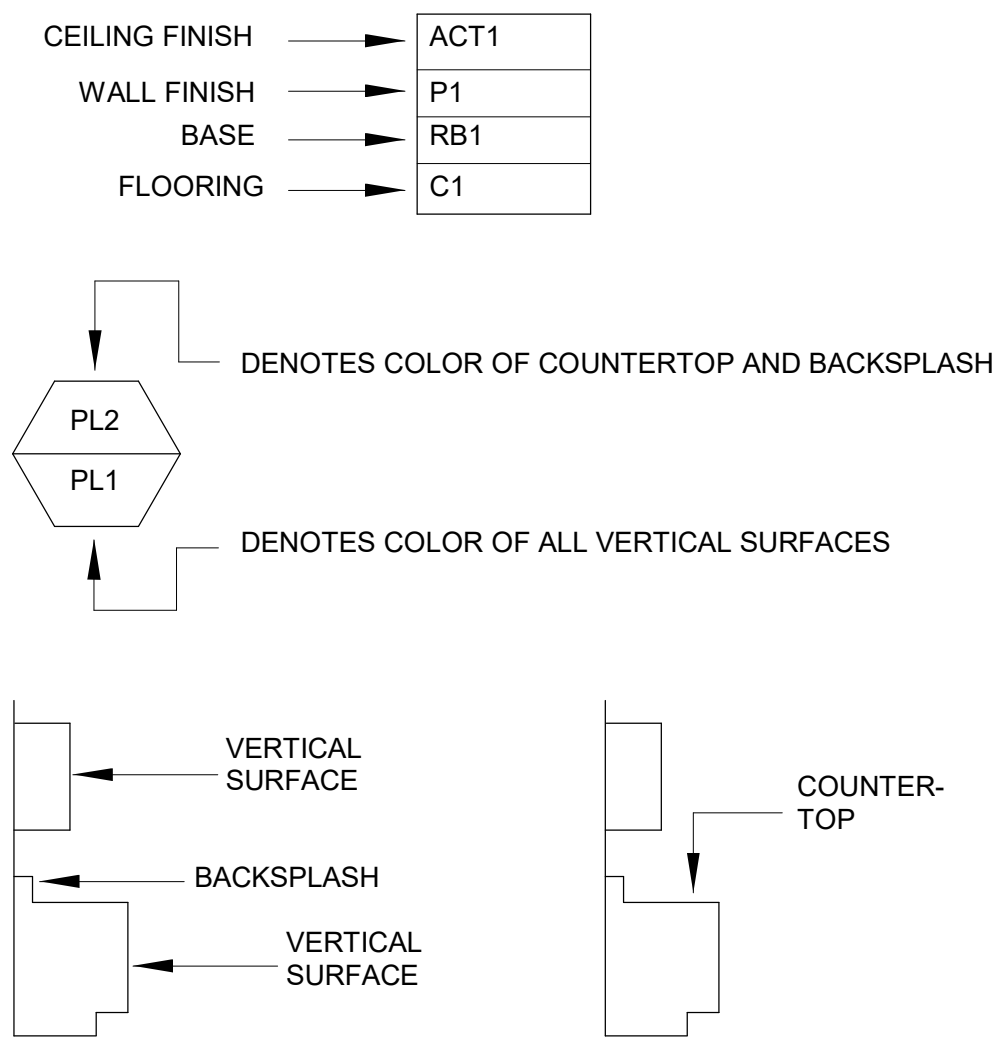 CEILING FINISH ACT1
WALL FINISH P1
BASE RB1
FLOORING C1
DENOTES COLOR OF COUNTERTOP AND BACKSPLASH
PL2
PL1
DENOTES COLOR OF ALL VERTICAL SURFACES
VERTICAL
SURFACE
BACKSPLASH
VERTICAL
SURFACE
COUNTER-
TOP